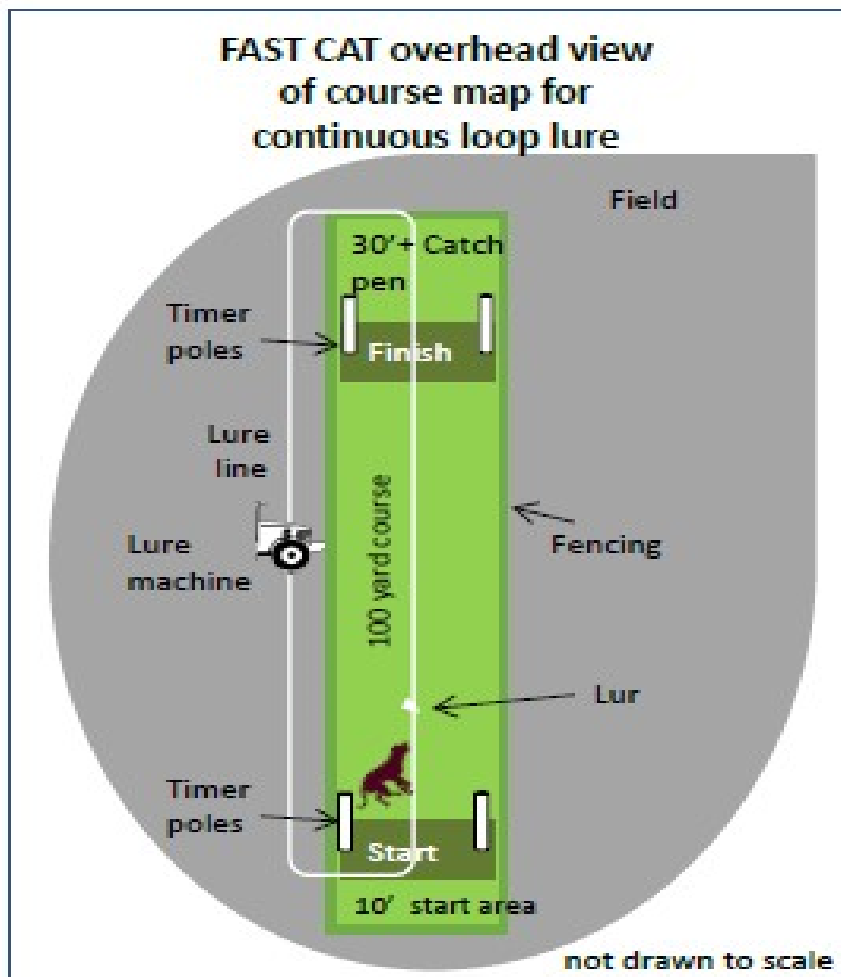 FAST CAT overhead view
of course map for
continuous loop lure
Field
30'+ Catch
pen
Timer
poles
Finish
Lure
line
100 yard course
Lure
machine
Fencing
Lur
Timer
poles
Start
10' start area
not drawn to scale